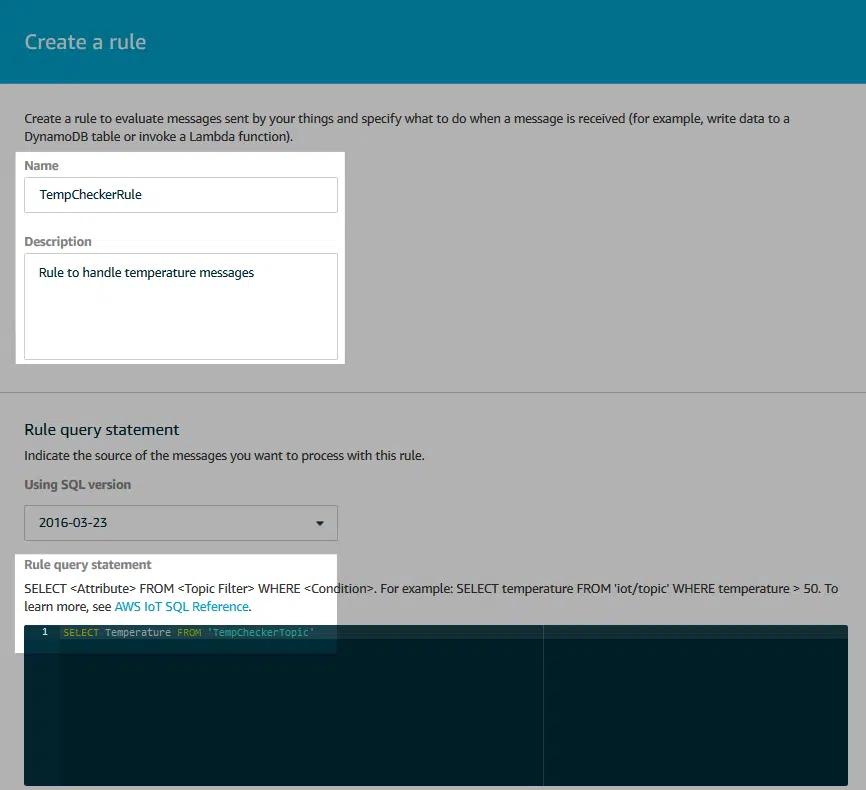 Create a rule
Create a rule to evaluate messages sent by your things and specify what to do when a message is received (for example, write data to a
DynamoDB table or invoke a Lambda function).
Name
TempCheckerRule
Description
Rule to handle temperature messages
Rule query statement
Indicate the source of the messages you want to process with this rule.
Using SQL version
2016-03-23
Rule query statement
SELECT <Attribute> FROM <Topic Filter> WHERE <Condition>. For example: SELECT temperature FROM 'iot/topic' WHERE temperature > 50. To
learn more, see AWS IoT SQL Reference.
1 SELECT Temperature FROM 'TempCheckerTopic'